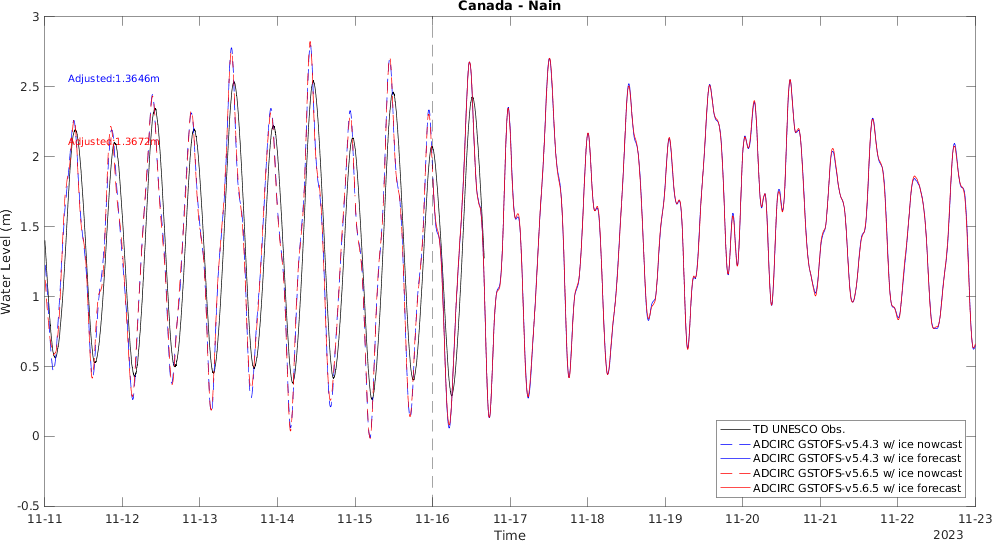 Canada - Nain
3
2.5
2
1.5
1
0.5
0
-0.5
Water Level (m)
Adjusted:1.3646m
Adjusted:1.3672m
TD UNESCO Obs.
ADCIRC GSTOFS-v5.4.3 w/ ice nowcast
ADCIRC GSTOFS-v5.4.3 w/ ice forecast
ADCIRC GSTOFS-v5.6.5 w/ ice nowcast
ADCIRC GSTOFS-v5.6.5 w/ ice forecast
11-11 11-12 11-13 11-14 11-15 11-16 11-17 11-18 11-19 11-20 11-21 11-22 11-23
Time
2023